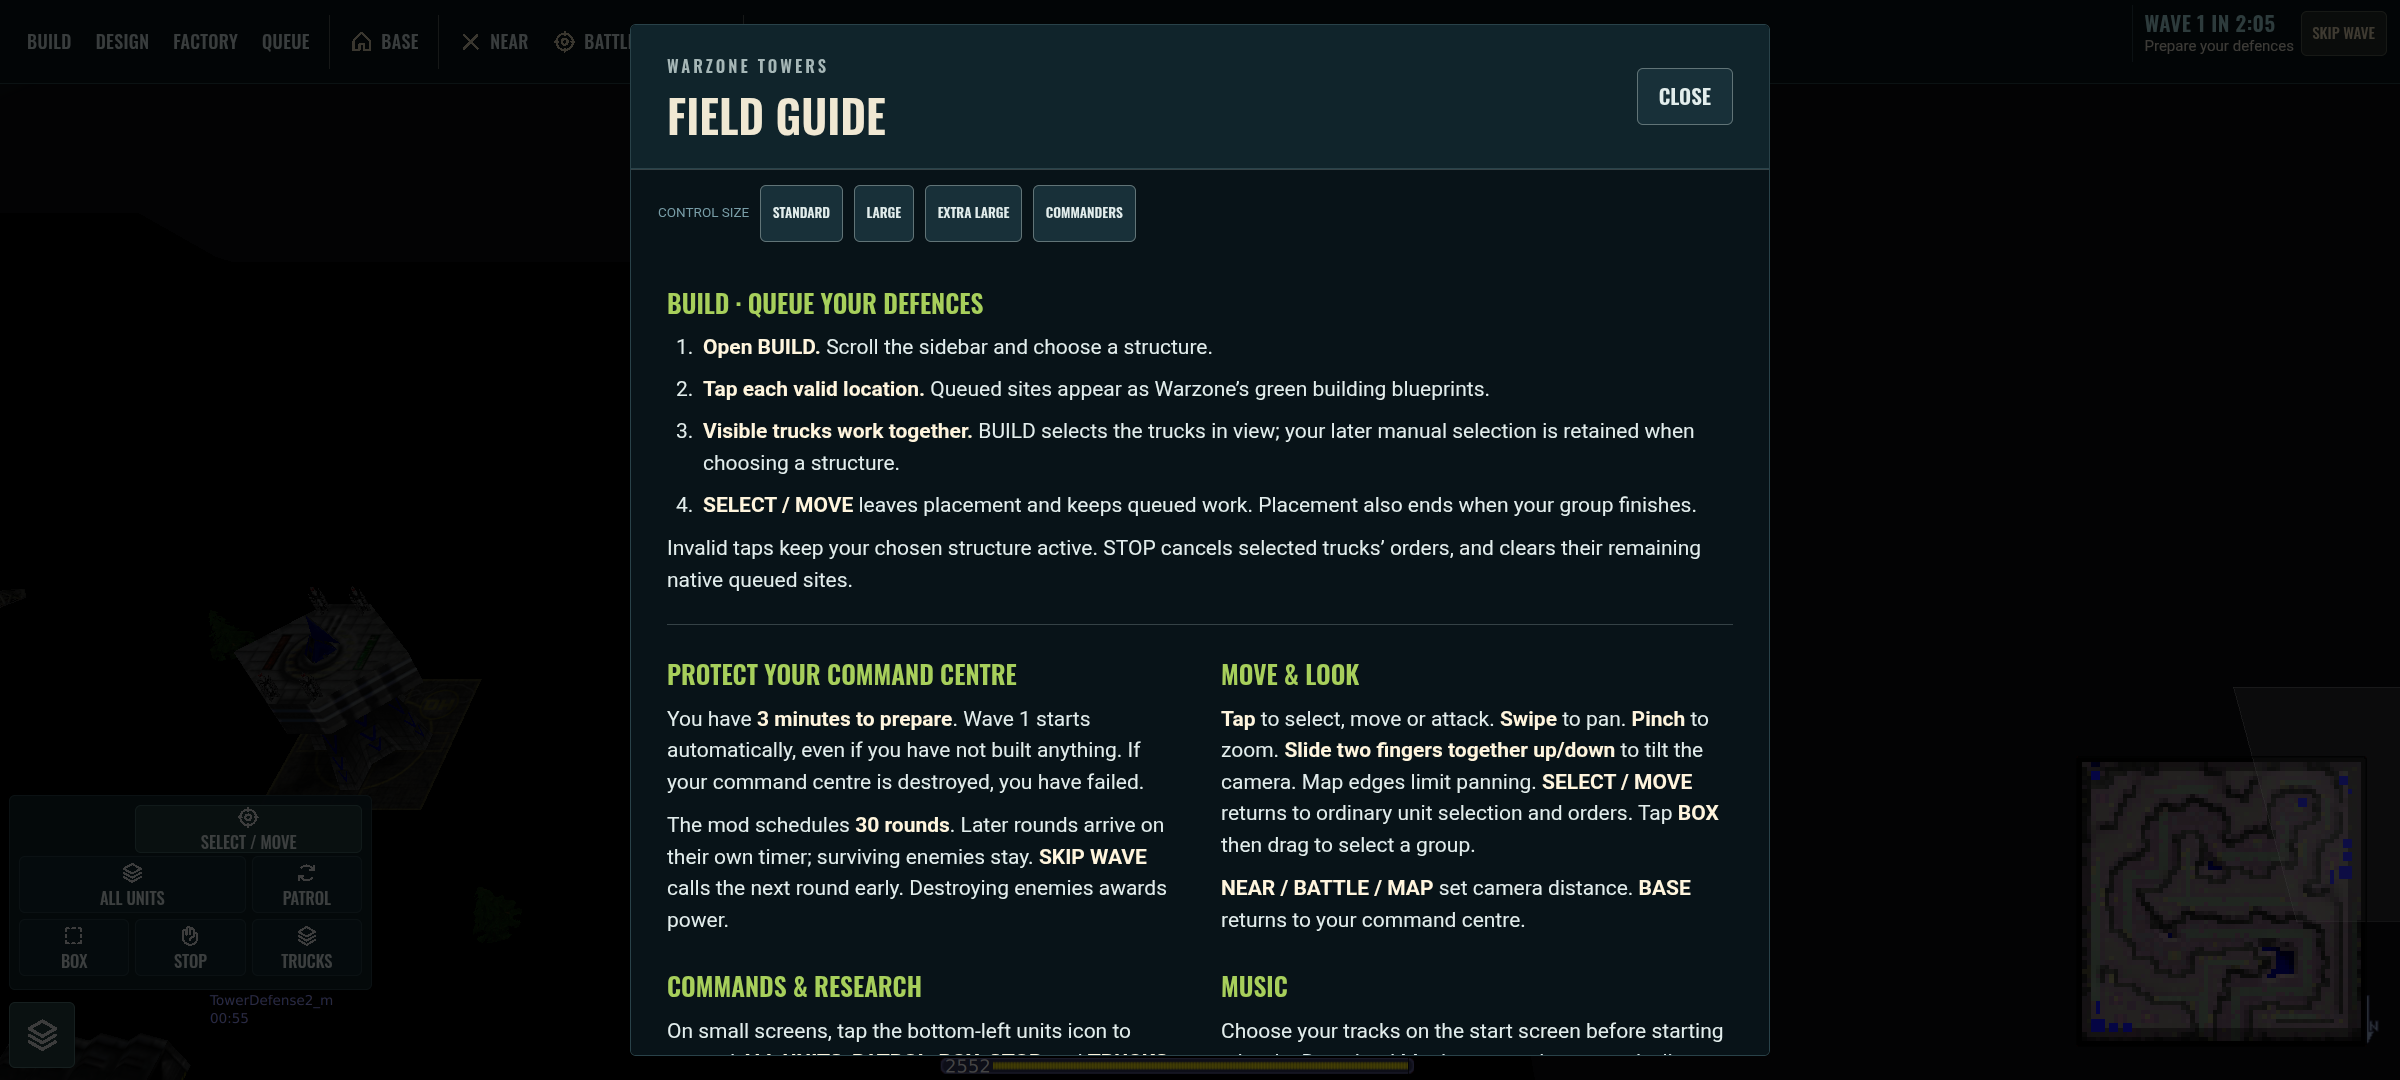 BUILD DESIGN FACTORY QUEUE BASE NEAR
WAVE 1 IN 2:05
Prepare your defences
SKIP WAVE
WARZONE TOWERS
FIELD GUIDE
CLOSE
CONTROL SIZE STANDARD LARGE EXTRA LARGE COMMANDERS
BUILD · QUEUE YOUR DEFENCES
1. Open BUILD. Scroll the sidebar and choose a structure.
2. Tap each valid location. Queued sites appear as Warzone’s green building blueprints.
3. Visible trucks work together. BUILD selects the trucks in view; your later manual selection is retained when
choosing a structure.
4. SELECT / MOVE leaves placement and keeps queued work. Placement also ends when your group finishes.
Invalid taps keep your chosen structure active. STOP cancels selected trucks’ orders, and clears their remaining
native queued sites.
PROTECT YOUR COMMAND CENTRE
You have 3 minutes to prepare. Wave 1 starts
automatically, even if you have not built anything. If
your command centre is destroyed, you have failed.
The mod schedules 30 rounds. Later rounds arrive on
their own timer; surviving enemies stay. SKIP WAVE
calls the next round early. Destroying enemies awards
power.
MOVE & LOOK
Tap to select, move or attack. Swipe to pan. Pinch to
zoom. Slide two fingers together up/down to tilt the
camera. Map edges limit panning. SELECT / MOVE
returns to ordinary unit selection and orders. Tap BOX
then drag to select a group.
NEAR / BATTLE / MAP set camera distance. BASE
returns to your command centre.
COMMANDS & RESEARCH
On small screens, tap the bottom-left units icon to
MUSIC
Choose your tracks on the start screen before starting
SELECT / MOVE
ALL UNITS PATROL
BOX STOP TRUCKS
TowerDefense2_m
00:55
2552